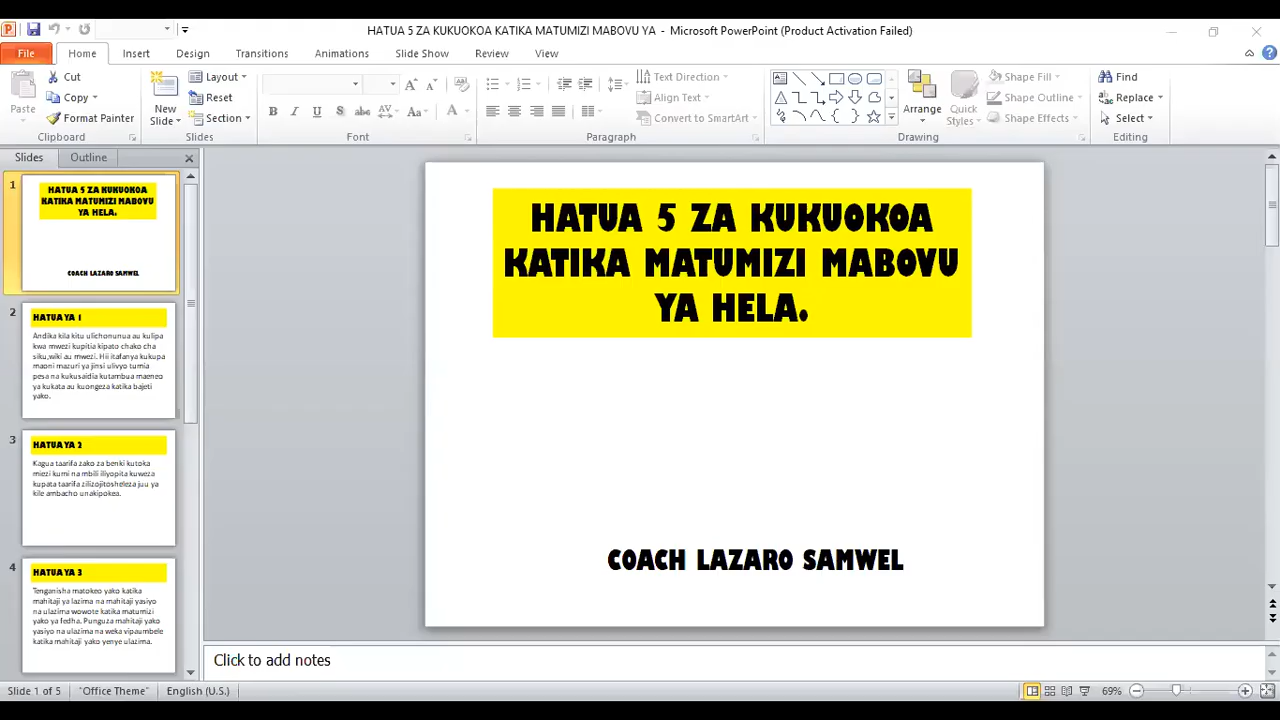 HATUA 5 ZA KUKUOKOA KATIKA MATUMIZI MABOVU YA - Microsoft PowerPoint (Product Activation Failed)
File Home Insert Design Transitions Animations Slide Show Review View
Paste
Cut
Copy
Format Painter
Clipboard
New
Slide
Layout
Reset
Section
Slides
Font
Text Direction
Align Text
Convert to SmartArt
Paragraph
Arrange
Quick
Styles
Shape Fill
Shape Outline
Shape Effects
Drawing
Find
Replace
Select
Editing
Slides Outline
1
HATUA 5 ZA KUKUOKOA
KATIKA MATUMIZI MABOVU
YA HELA.
COACH LAZARO SAMWEL
2
HATUA YA 1
Andika kila kitu ulichonunua au kulipa
kwa mwezi kupitia kipato chako cha
siku,wiki au mwezi. Hii itafanya kukupa
maoni mazuri ya jinsi ulivyo tumia
pesa na kukusaidia kutambua maeneo
ya kukata au kuongeza katika bajeti
yako.
3
HATUA YA 2
Kagua taarifa zako za benki kutoka
miezi kumi na mbili iliyopita kuweza
kupata taarifa zilizojitosheleza juu ya
kile ambacho unakipokea.
4
HATUA YA 3
Tenganisha matokeo yako katika
mahitaji ya lazima na mahitaji yasiyo
na ulazima wowote katika matumizi
yako ya fedha. Punguza mahitaji yako
yasiyo na ulazima na weka vipaumbele
katika mahitaji yako yenye ulazima.
HATUA 5 ZA KUKUOKOA
KATIKA MATUMIZI MABOVU
YA HELA.
COACH LAZARO SAMWEL
Click to add notes
Slide 1 of 5 "Office Theme" English (U.S.) 69%